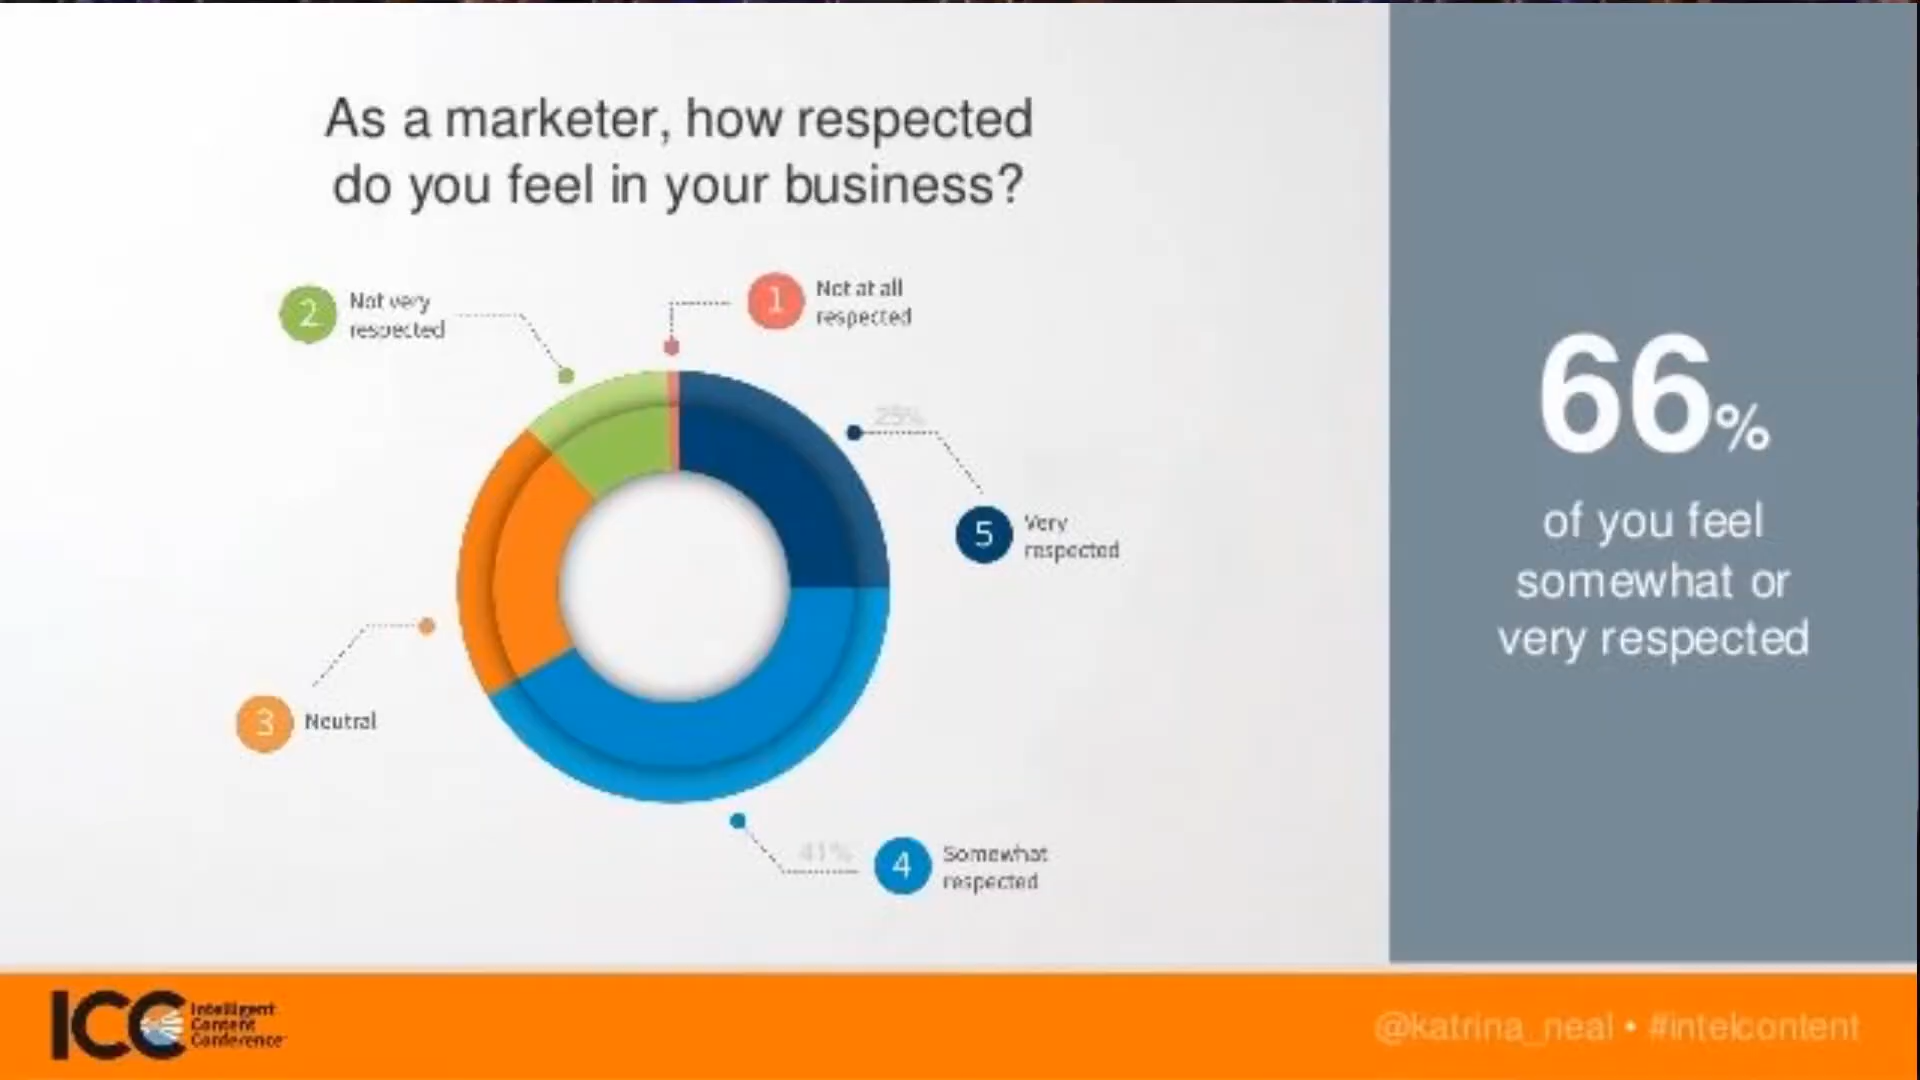 As a marketer, how respected
do you feel in your business?
2
Not very
respected
1
Not at all
respected
25%
5
Very
respected
3
Neutral
41%
4
Somewhat
respected
66%
of you feel
somewhat or
very respected
ICC
Intelligent
Content
Conference
@katrina_neal • #intelcontent